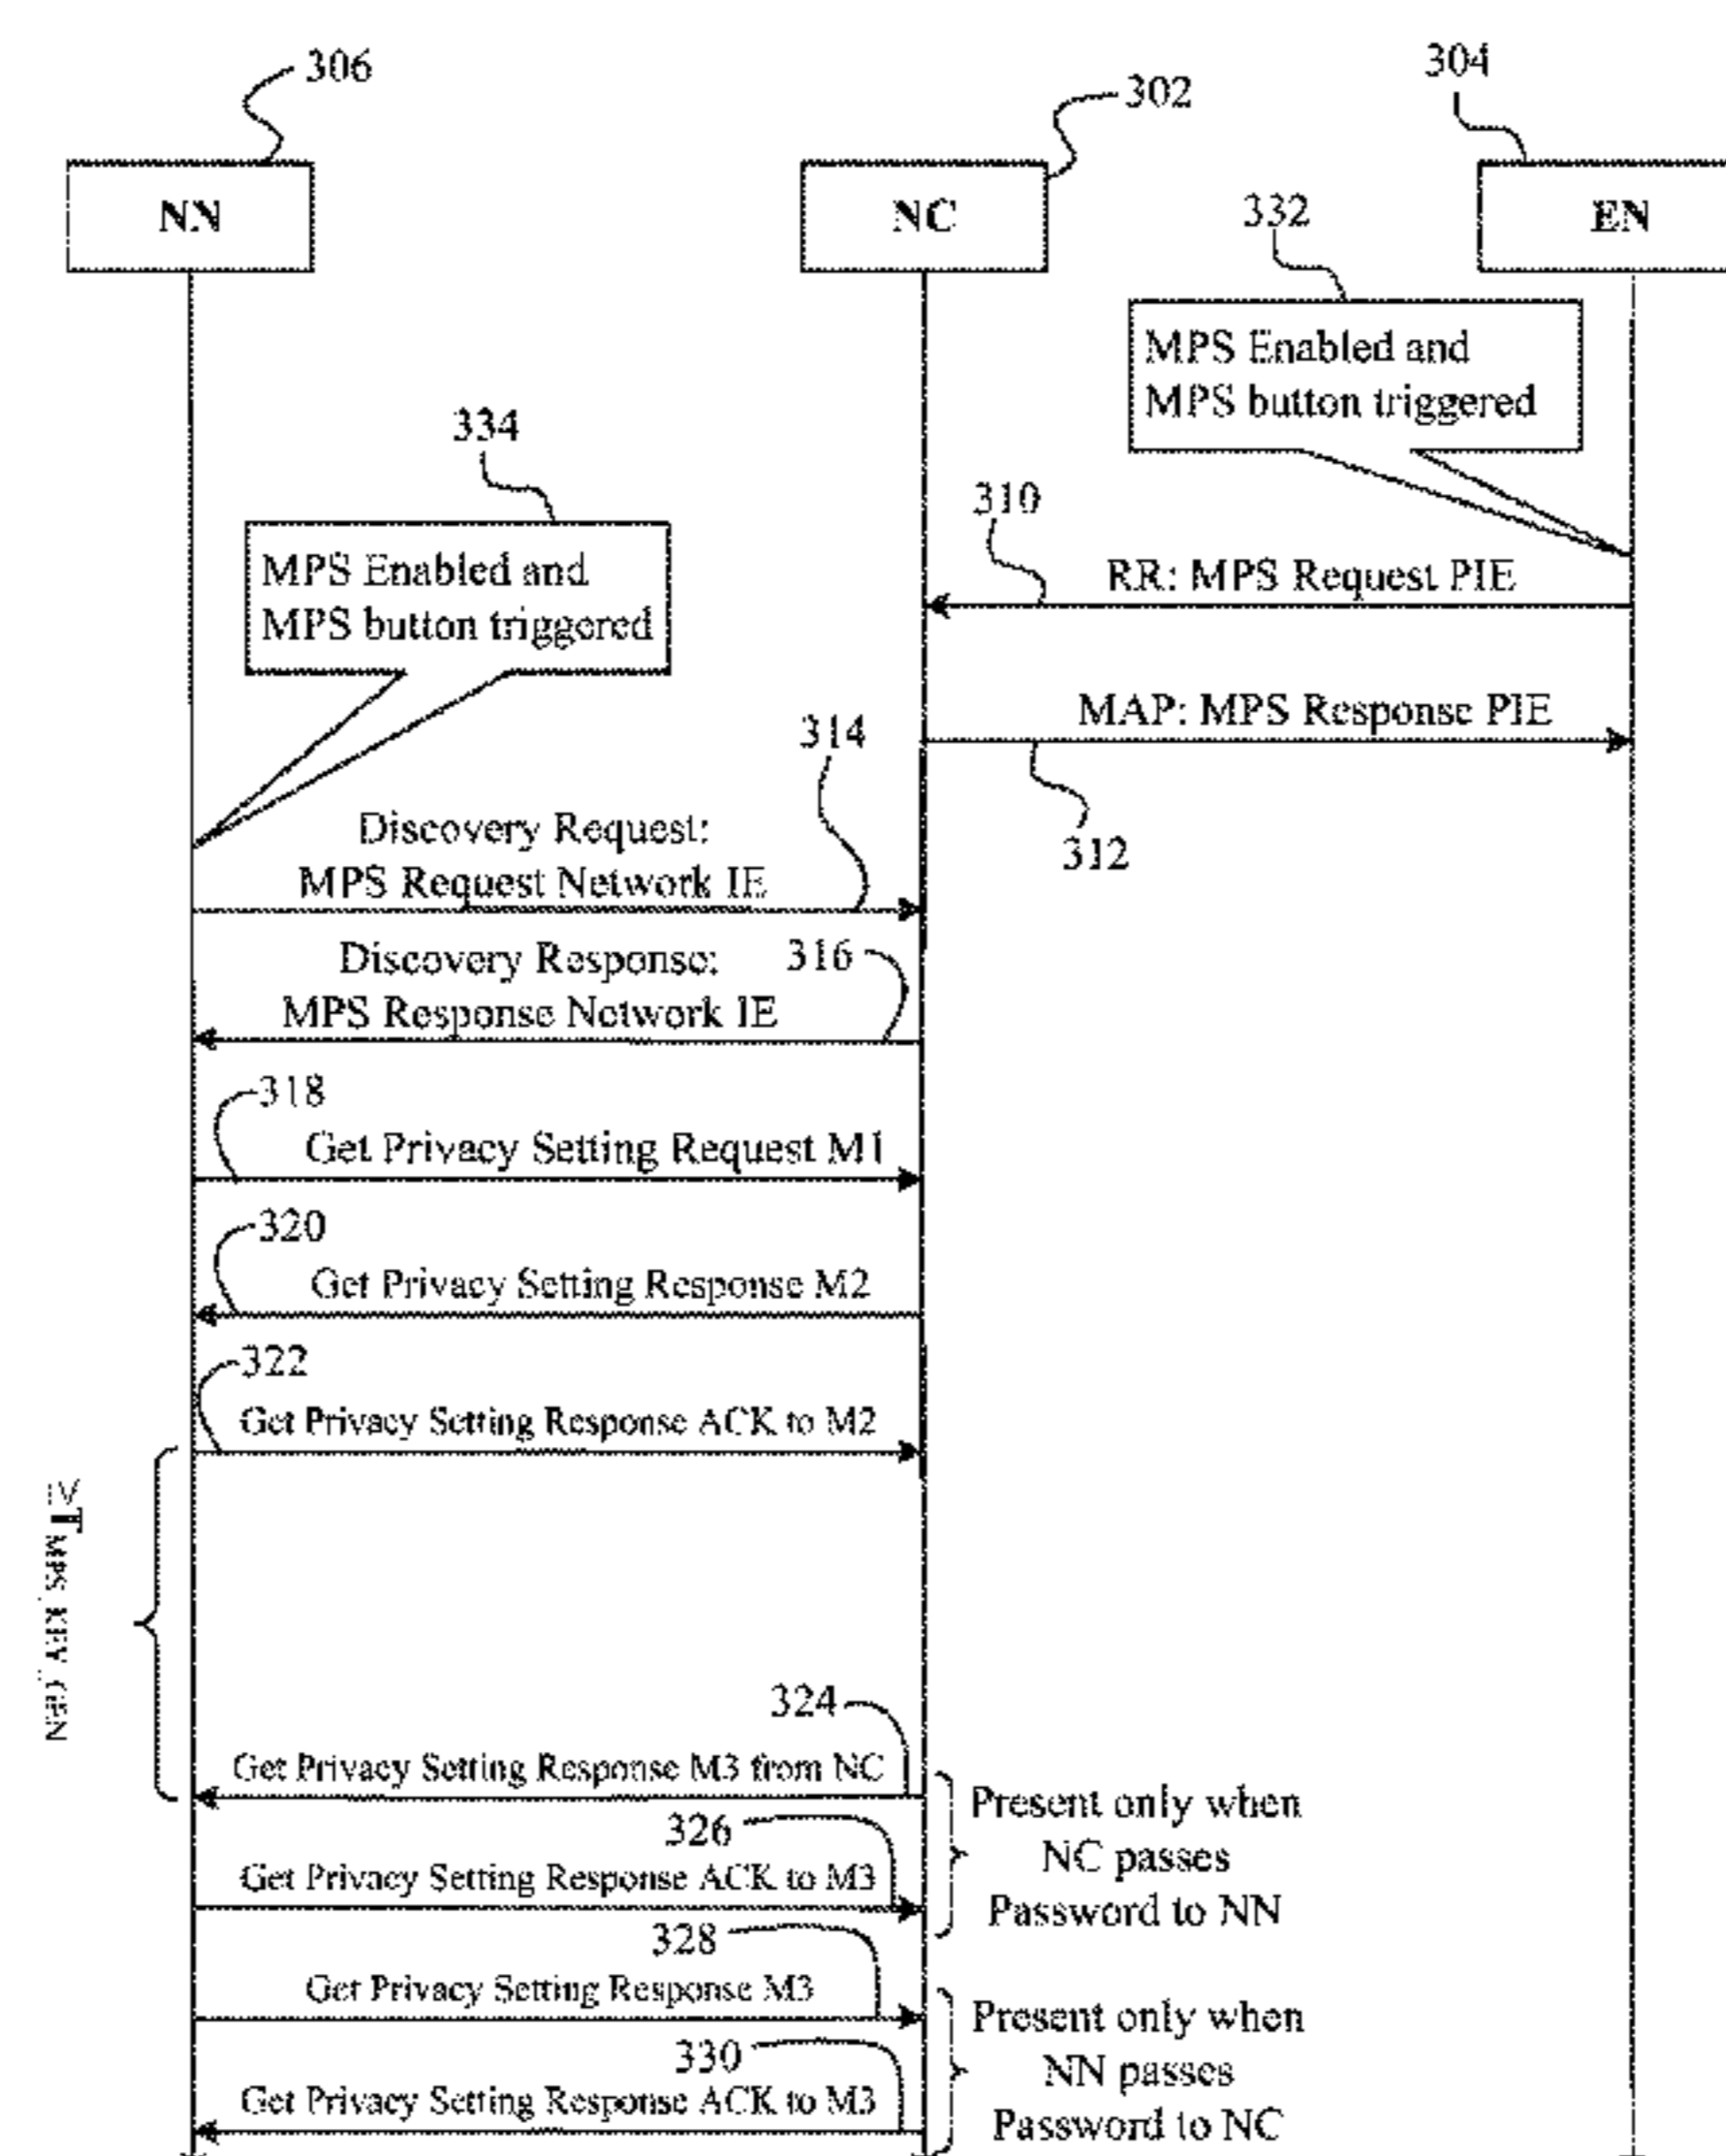 306
302
304
NN
NC
EN
332
MPS Enabled and
MPS button triggered
334
MPS Enabled and
MPS button triggered
310
RR: MPS Request PIE
MAP: MPS Response PIE
312
314
Discovery Request:
MPS Request Network IE
Discovery Response:
316
MPS Response Network IE
318
Get Privacy Setting Request M1
320
Get Privacy Setting Response M2
322
Get Privacy Setting Response ACK to M2
≤T MPS_KEY_GEN
324
Get Privacy Setting Response M3 from NC
326
Get Privacy Setting Response ACK to M3
Present only when
NC passes
Password to NN
328
Get Privacy Setting Response M3
330
Get Privacy Setting Response ACK to M3
Present only when
NN passes
Password to NC